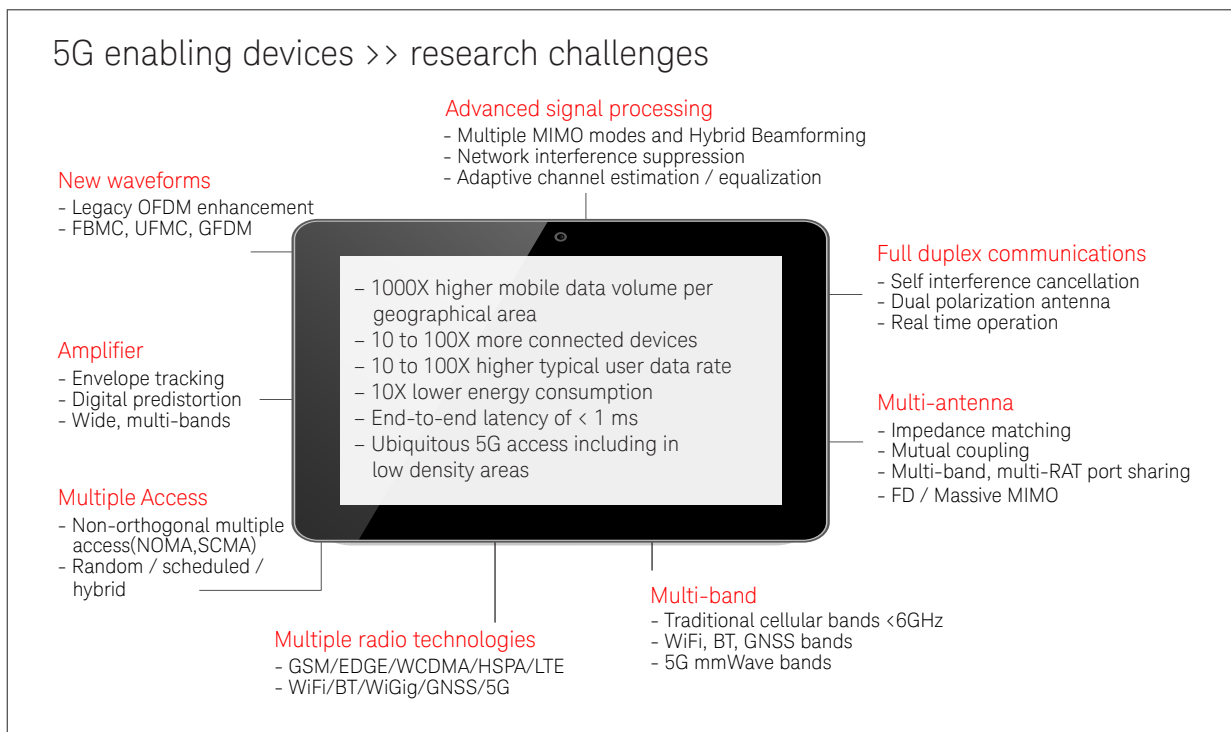 5G enabling devices >> research challenges
Advanced signal processing
- Multiple MIMO modes and Hybrid Beamforming
- Network interference suppression
- Adaptive channel estimation / equalization
New waveforms
- Legacy OFDM enhancement
- FBMC, UFMC, GFDM
Full duplex communications
- Self interference cancellation
- Dual polarization antenna
- Real time operation
– 1000X higher mobile data volume per
geographical area
– 10 to 100X more connected devices
– 10 to 100X higher typical user data rate
– 10X lower energy consumption
– End-to-end latency of < 1 ms
– Ubiquitous 5G access including in
low density areas
Amplifier
- Envelope tracking
- Digital predistortion
- Wide, multi-bands
Multi-antenna
- Impedance matching
- Mutual coupling
- Multi-band, multi-RAT port sharing
- FD / Massive MIMO
Multiple Access
- Non-orthogonal multiple
access(NOMA,SCMA)
- Random / scheduled /
hybrid
Multiple radio technologies
- GSM/EDGE/WCDMA/HSPA/LTE
- WiFi/BT/WiGig/GNSS/5G
Multi-band
- Traditional cellular bands <6GHz
- WiFi, BT, GNSS bands
- 5G mmWave bands